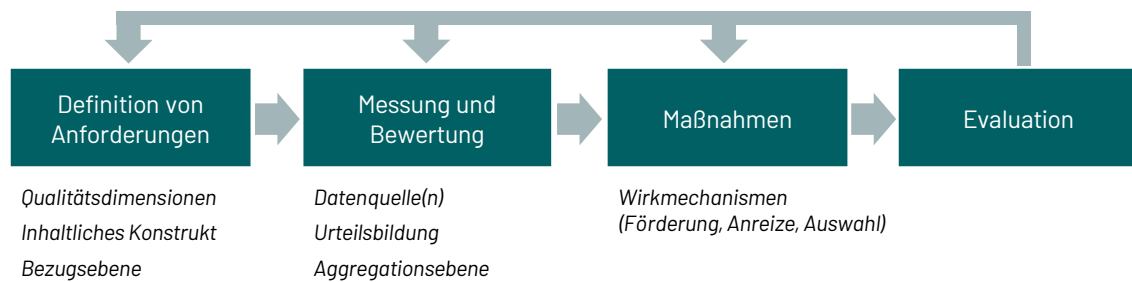 Definition von
Anforderungen
Messung und
Bewertung
Maßnahmen
Evaluation
Qualitätsdimensionen
Inhaltliches Konstrukt
Bezugsebene
Datenquelle(n)
Urteilsbildung
Aggregationsebene
Wirkmechanismen
(Förderung, Anreize, Auswahl)